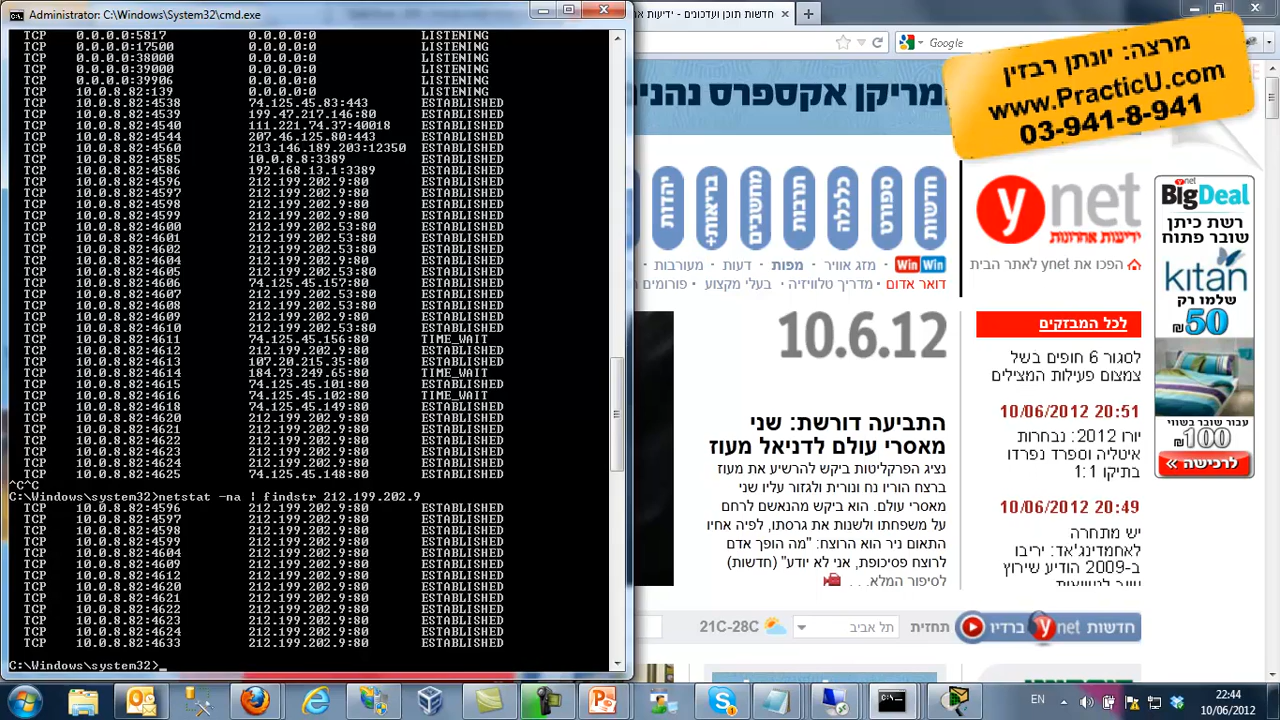 Administrator: C:\Windows\System32\cmd.exe
TCP 0.0.0.0:5817 0.0.0.0:0 LISTENING
TCP 0.0.0.0:17500 0.0.0.0:0 LISTENING
TCP 0.0.0.0:38000 0.0.0.0:0 LISTENING
TCP 0.0.0.0:39000 0.0.0.0:0 LISTENING
TCP 0.0.0.0:39906 0.0.0.0:0 LISTENING
TCP 10.0.8.82:139 0.0.0.0:0 LISTENING
TCP 10.0.8.82:4538 74.125.45.83:443 ESTABLISHED
TCP 10.0.8.82:4539 199.47.217.146:80 ESTABLISHED
TCP 10.0.8.82:4540 111.221.74.37:40018 ESTABLISHED
TCP 10.0.8.82:4544 207.46.125.80:443 ESTABLISHED
TCP 10.0.8.82:4560 213.146.189.203:12350 ESTABLISHED
TCP 10.0.8.82:4585 10.0.8.8:3389 ESTABLISHED
TCP 10.0.8.82:4586 192.168.13.1:3389 ESTABLISHED
TCP 10.0.8.82:4596 212.199.202.9:80 ESTABLISHED
TCP 10.0.8.82:4597 212.199.202.9:80 ESTABLISHED
TCP 10.0.8.82:4598 212.199.202.9:80 ESTABLISHED
TCP 10.0.8.82:4599 212.199.202.9:80 ESTABLISHED
TCP 10.0.8.82:4600 212.199.202.53:80 ESTABLISHED
TCP 10.0.8.82:4601 212.199.202.53:80 ESTABLISHED
TCP 10.0.8.82:4602 212.199.202.53:80 ESTABLISHED
TCP 10.0.8.82:4604 212.199.202.9:80 ESTABLISHED
TCP 10.0.8.82:4605 212.199.202.53:80 ESTABLISHED
TCP 10.0.8.82:4606 74.125.45.157:80 ESTABLISHED
TCP 10.0.8.82:4607 212.199.202.53:80 ESTABLISHED
TCP 10.0.8.82:4608 212.199.202.53:80 ESTABLISHED
TCP 10.0.8.82:4609 212.199.202.9:80 ESTABLISHED
TCP 10.0.8.82:4610 212.199.202.53:80 ESTABLISHED
TCP 10.0.8.82:4611 74.125.45.156:80 TIME_WAIT
TCP 10.0.8.82:4612 212.199.202.9:80 ESTABLISHED
TCP 10.0.8.82:4613 107.20.215.35:80 ESTABLISHED
TCP 10.0.8.82:4614 184.73.249.65:80 TIME_WAIT
TCP 10.0.8.82:4615 74.125.45.101:80 ESTABLISHED
TCP 10.0.8.82:4616 74.125.45.102:80 TIME_WAIT
TCP 10.0.8.82:4618 74.125.45.149:80 ESTABLISHED
TCP 10.0.8.82:4620 212.199.202.9:80 ESTABLISHED
TCP 10.0.8.82:4621 212.199.202.9:80 ESTABLISHED
TCP 10.0.8.82:4622 212.199.202.9:80 ESTABLISHED
TCP 10.0.8.82:4623 212.199.202.9:80 ESTABLISHED
TCP 10.0.8.82:4624 212.199.202.9:80 ESTABLISHED
TCP 10.0.8.82:4625 74.125.45.148:80 ESTABLISHED
^C^C
C:\Windows\system32>netstat -na | findstr 212.199.202.9
TCP 10.0.8.82:4596 212.199.202.9:80 ESTABLISHED
TCP 10.0.8.82:4597 212.199.202.9:80 ESTABLISHED
TCP 10.0.8.82:4598 212.199.202.9:80 ESTABLISHED
TCP 10.0.8.82:4599 212.199.202.9:80 ESTABLISHED
TCP 10.0.8.82:4604 212.199.202.9:80 ESTABLISHED
TCP 10.0.8.82:4609 212.199.202.9:80 ESTABLISHED
TCP 10.0.8.82:4612 212.199.202.9:80 ESTABLISHED
TCP 10.0.8.82:4620 212.199.202.9:80 ESTABLISHED
TCP 10.0.8.82:4621 212.199.202.9:80 ESTABLISHED
TCP 10.0.8.82:4622 212.199.202.9:80 ESTABLISHED
TCP 10.0.8.82:4623 212.199.202.9:80 ESTABLISHED
TCP 10.0.8.82:4624 212.199.202.9:80 ESTABLISHED
TCP 10.0.8.82:4633 212.199.202.9:80 ESTABLISHED
C:\Windows\system32>_
חדשות תוכן ועדכונים - ידיעות א
Google
מרצה: יונתן רבזין
www.PracticU.com
03-941-8-941
מריקן אקספרס נהנים
חדשות
ספורט
כלכלה
תרבות
מחשבים
בריאות+
יהדות
ynet
ידיעות אחרונות
Win Win מזג אוויר • מפות • דעות • מעורבות
דואר אדום • מדריך טלוויזיה • בעלי מקצוע • פורומים
הפכו את ynet לאתר הבית
10.6.12
התביעה דורשת: שני
מאסרי עולם לדניאל מעוז
נציג הפרקליטות ביקש להרשיע את מעוז
ברצח הוריו נח ונורית ולגזור עליו שני
מאסרי עולם. הוא ביקש מהנאשם לרחם
על משפחתו ולשנות את גרסתו, לפיה אחיו
התאום ניר הוא הרוצח: "מה הופך אדם
לרוצח פסיכופת, אני לא יודע" (חדשות)
לסיפור המלא. . .
לכל המבזקים
לסגור 6 חופים בשל
צמצום פעילות המצילים
10/06/2012 20:51
יורו 2012: נבחרות
איטליה וספרד נפרדו
בתיקו 1:1
10/06/2012 20:49
יש מתחרה
לאחמדינג'אד: יריבו
ב-2009 הודיע שירוץ
ynet
BigDeal
רשת כיתן
שובר פתוח
kitan
שלמו רק
₪50
עבור שובר בשווי
₪100
לרכישה »
חדשות y ברדיו
תחזית
תל אביב
21C-28C
EN
22:44
10/06/2012